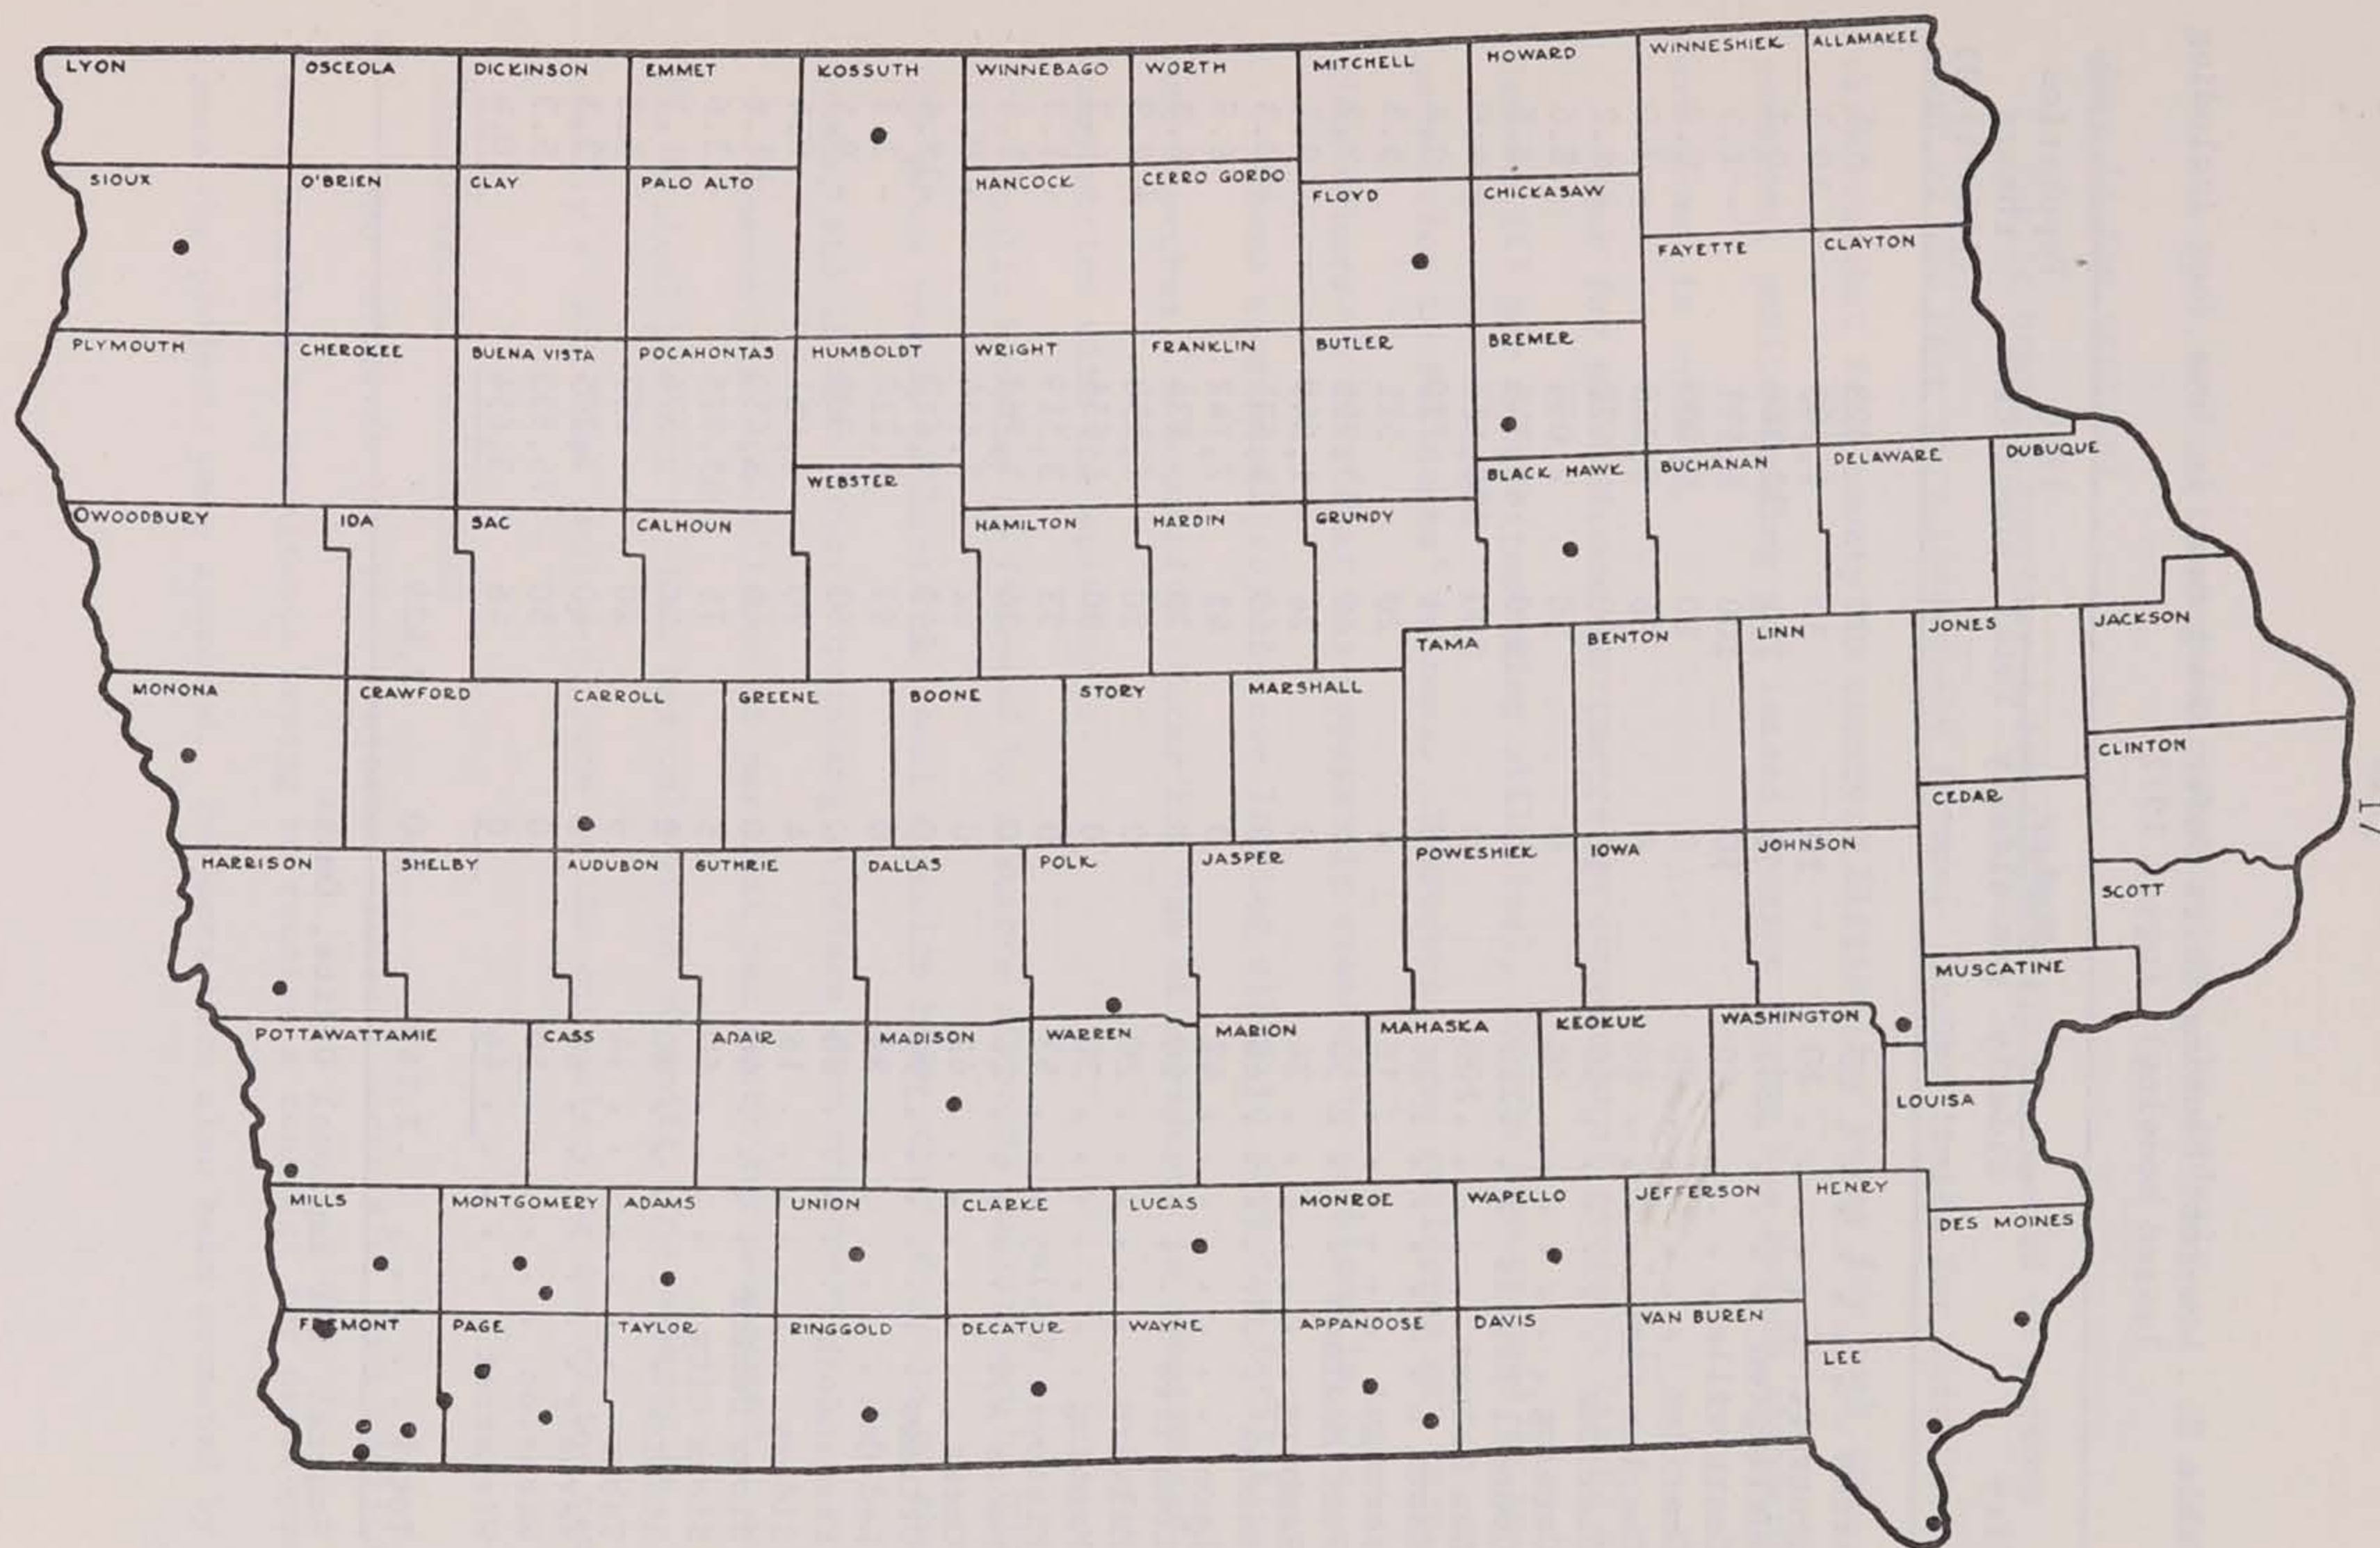 LYON OSCEOLA DICKINSON EMMET KOSSUTH WINNEBAGO WORTH MITCHELL HOWARD WINNESHIEK ALLAMAKEE
SIOUX O'BRIEN CLAY PALO ALTO HANCOCK CERRO GORDO FLOYD CHICKASAW
FAYETTE CLAYTON
PLYMOUTH CHEROKEE BUENA VISTA POCAHONTAS HUMBOLDT WRIGHT FRANKLIN BUTLER BREMER
WEBSTER BLACK HAWK BUCHANAN DELAWARE DUBUQUE
WOODBURY IDA SAC CALHOUN HAMILTON HARDIN GRUNDY
TAMA BENTON LINN JONES JACKSON
MONONA CRAWFORD CARROLL GREENE BOONE STORY MARSHALL
CLINTON
CEDAR
17
HARRISON SHELBY AUDUBON GUTHRIE DALLAS POLK JASPER POWESHIEK IOWA JOHNSON
SCOTT
MUSCATINE
POTTAWATTAMIE CASS ADAIR MADISON WARREN MARION MAHASKA KEOKUK WASHINGTON
LOUISA
MILLS MONTGOMERY ADAMS UNION CLARKE LUCAS MONROE WAPELLO JEFFERSON HENRY
DES MOINES
FREMONT PAGE TAYLOR RINGGOLD DECATUR WAYNE APPANOOSE DAVIS VAN BUREN
LEE